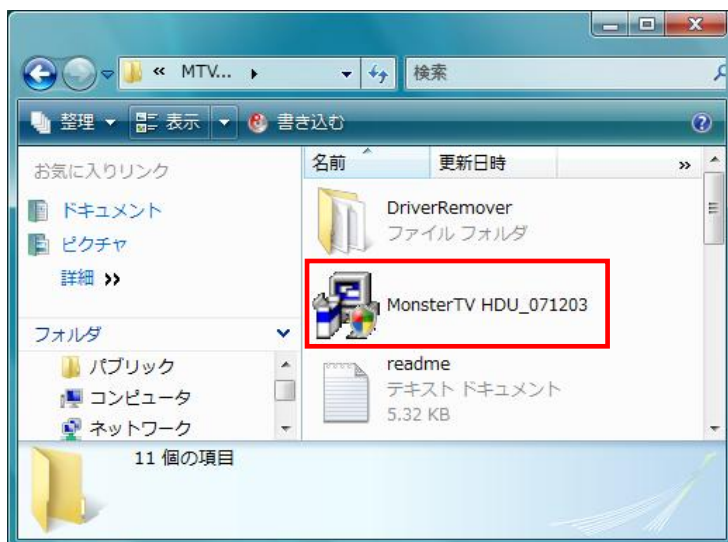 « MTV...
検索
整理
表示
書き込む
お気に入りリンク
ドキュメント
ピクチャ
詳細 »
フォルダ
パブリック
コンピュータ
ネットワーク
名前
更新日時
»
DriverRemover
ファイル フォルダ
MonsterTV HDU_071203
readme
テキスト ドキュメント
5.32 KB
11 個の項目